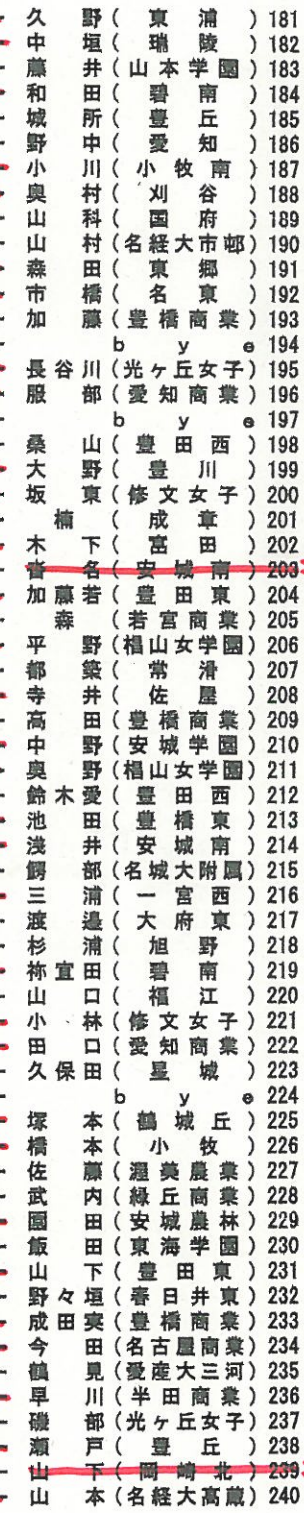 久野(東浦)181
中垣(瑞陵)182
藤井(山本学園)183
和田(碧南)184
城所(豊丘)185
野中(愛知)186
小川(小牧南)187
奥村(刈谷)188
山科(国府)189
山村(名経大市邨)190
森田(東郷)191
市橋(名東)192
加藤(豊橋商業)193
bye 194
長谷川(光ヶ丘女子)195
服部(愛知商業)196
bye 197
桑山(豊田西)198
大野(豊川)199
坂東(修文女子)200
楠(成章)201
木下(富田)202
沓名(安城南)203
加藤若(豊田東)204
森(若宮商業)205
平野(椙山女学園)206
都築(常滑)207
寺井(佐屋)208
高田(豊橋商業)209
中野(安城学園)210
奥野(椙山女学園)211
鈴木愛(豊田西)212
池田(豊橋東)213
浅井(安城南)214
鰐部(名城大附属)215
三浦(一宮西)216
渡邉(大府東)217
杉浦(旭野)218
祢宜田(碧南)219
山口(福江)220
小林(修文女子)221
田口(愛知商業)222
久保田(星城)223
bye 224
塚本(鶴城丘)225
橋本(小牧)226
佐藤(渥美農業)227
武内(緑丘商業)228
園田(安城農林)229
飯田(東海学園)230
山下(豊田東)231
野々垣(春日井東)232
成田実(豊橋商業)233
今田(名古屋商業)234
鶴見(愛産大三河)235
早川(半田商業)236
磯部(光ヶ丘女子)237
瀬戸(豊丘)238
山下(岡崎北)239
山本(名経大高蔵)240